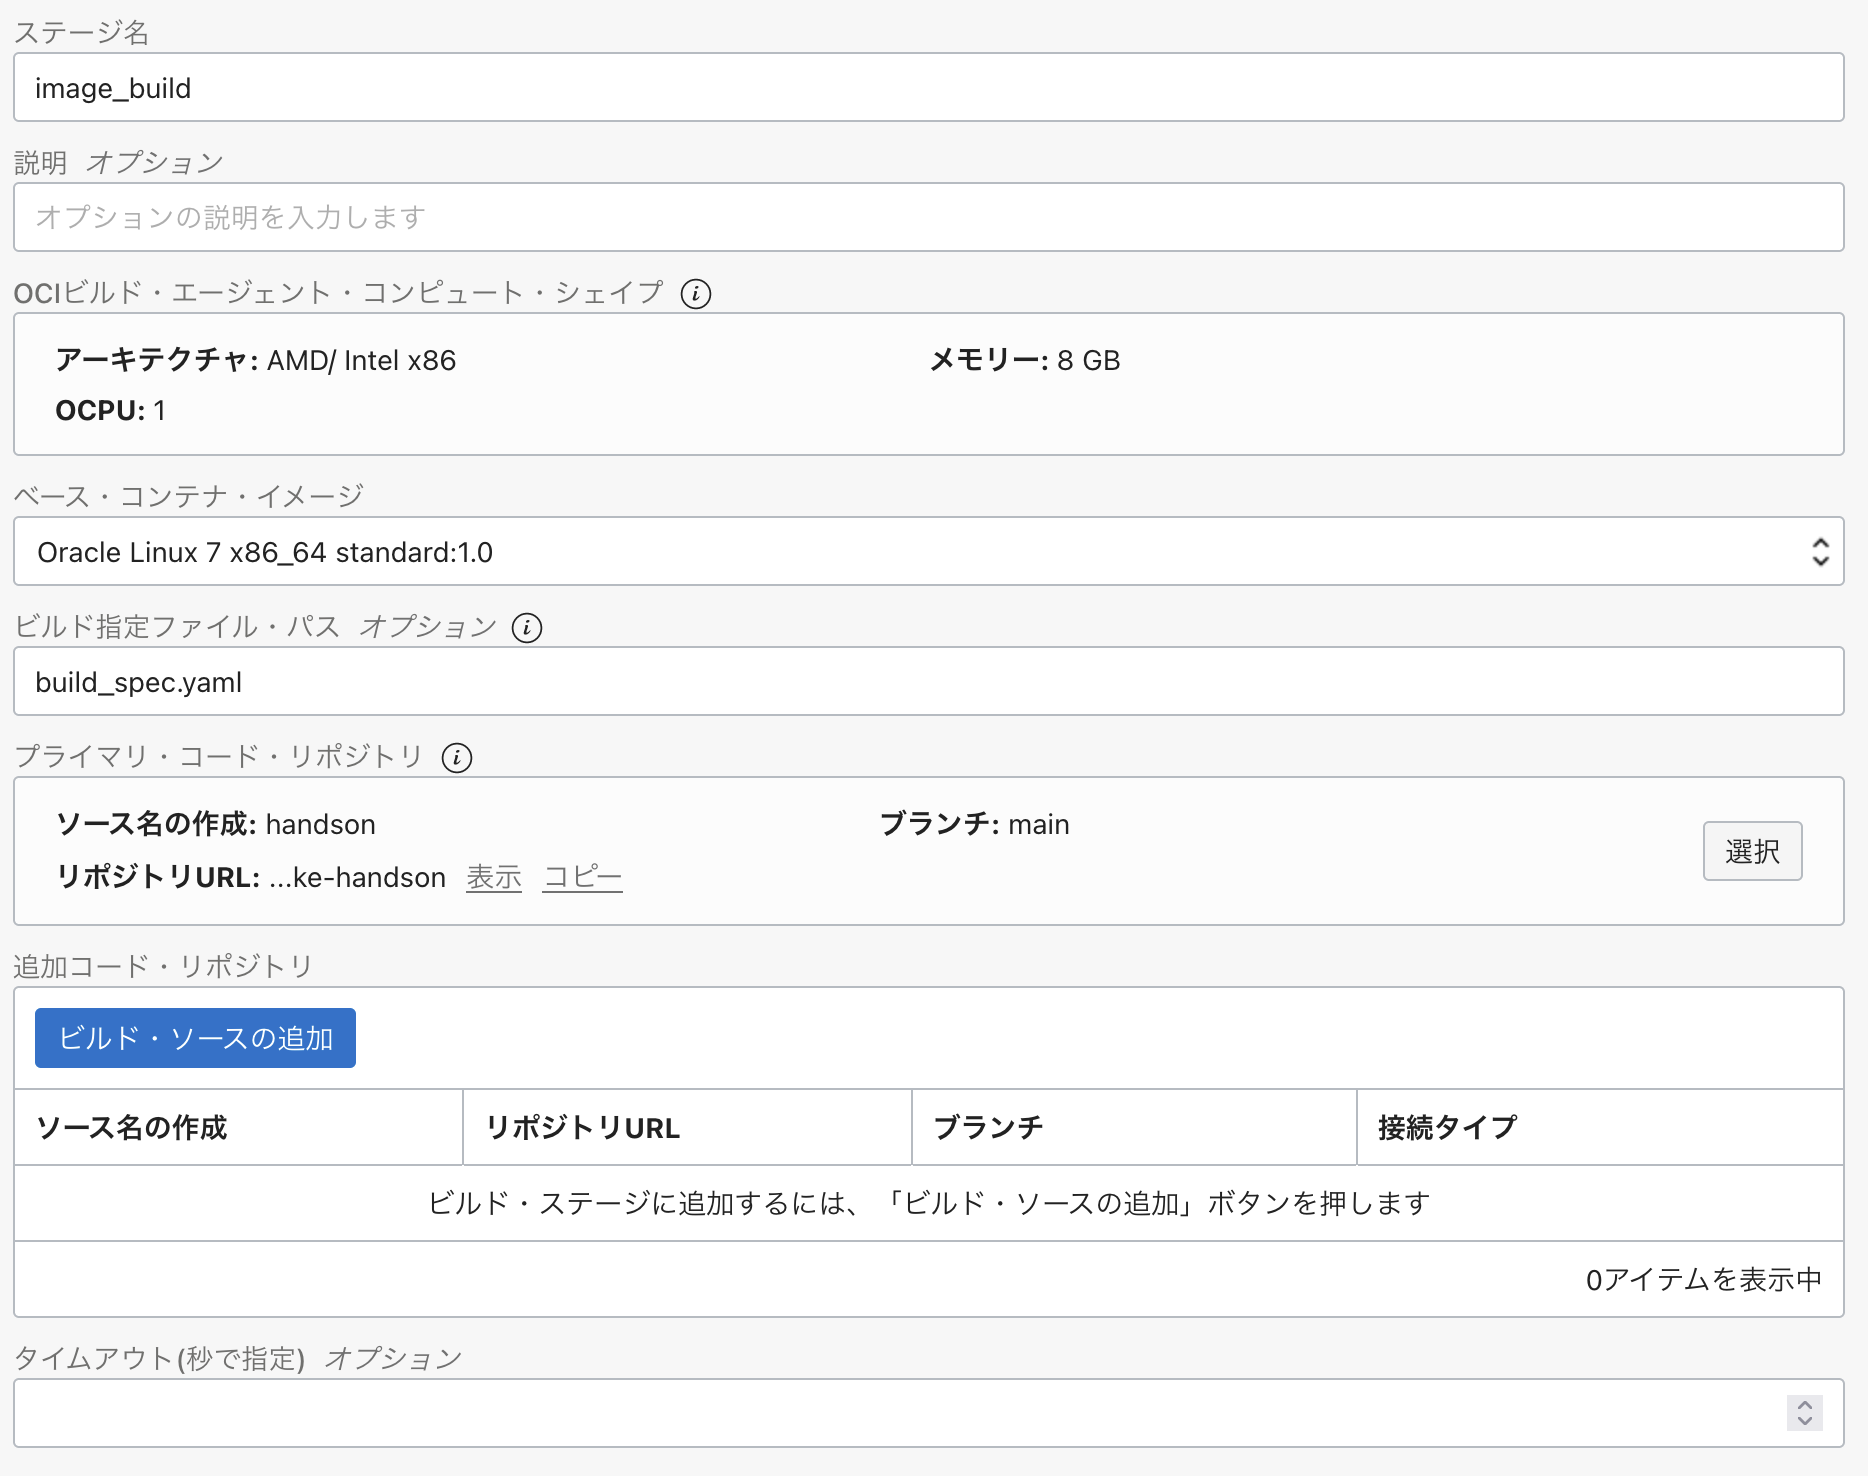 ステージ名
image_build
説明 オプション
オプションの説明を入力します
OCIビルド・エージェント・コンピュート・シェイプ i
アーキテクチャ: AMD/ Intel x86
メモリー: 8 GB
OCPU: 1
ベース・コンテナ・イメージ
Oracle Linux 7 x86_64 standard:1.0
ビルド指定ファイル・パス オプション i
build_spec.yaml
プライマリ・コード・リポジトリ i
ソース名の作成: handson
ブランチ: main
リポジトリURL: ...ke-handson 表示 コピー
選択
追加コード・リポジトリ
ビルド・ソースの追加
ソース名の作成 リポジトリURL ブランチ 接続タイプ
ビルド・ステージに追加するには、「ビルド・ソースの追加」ボタンを押します
0アイテムを表示中
タイムアウト(秒で指定) オプション